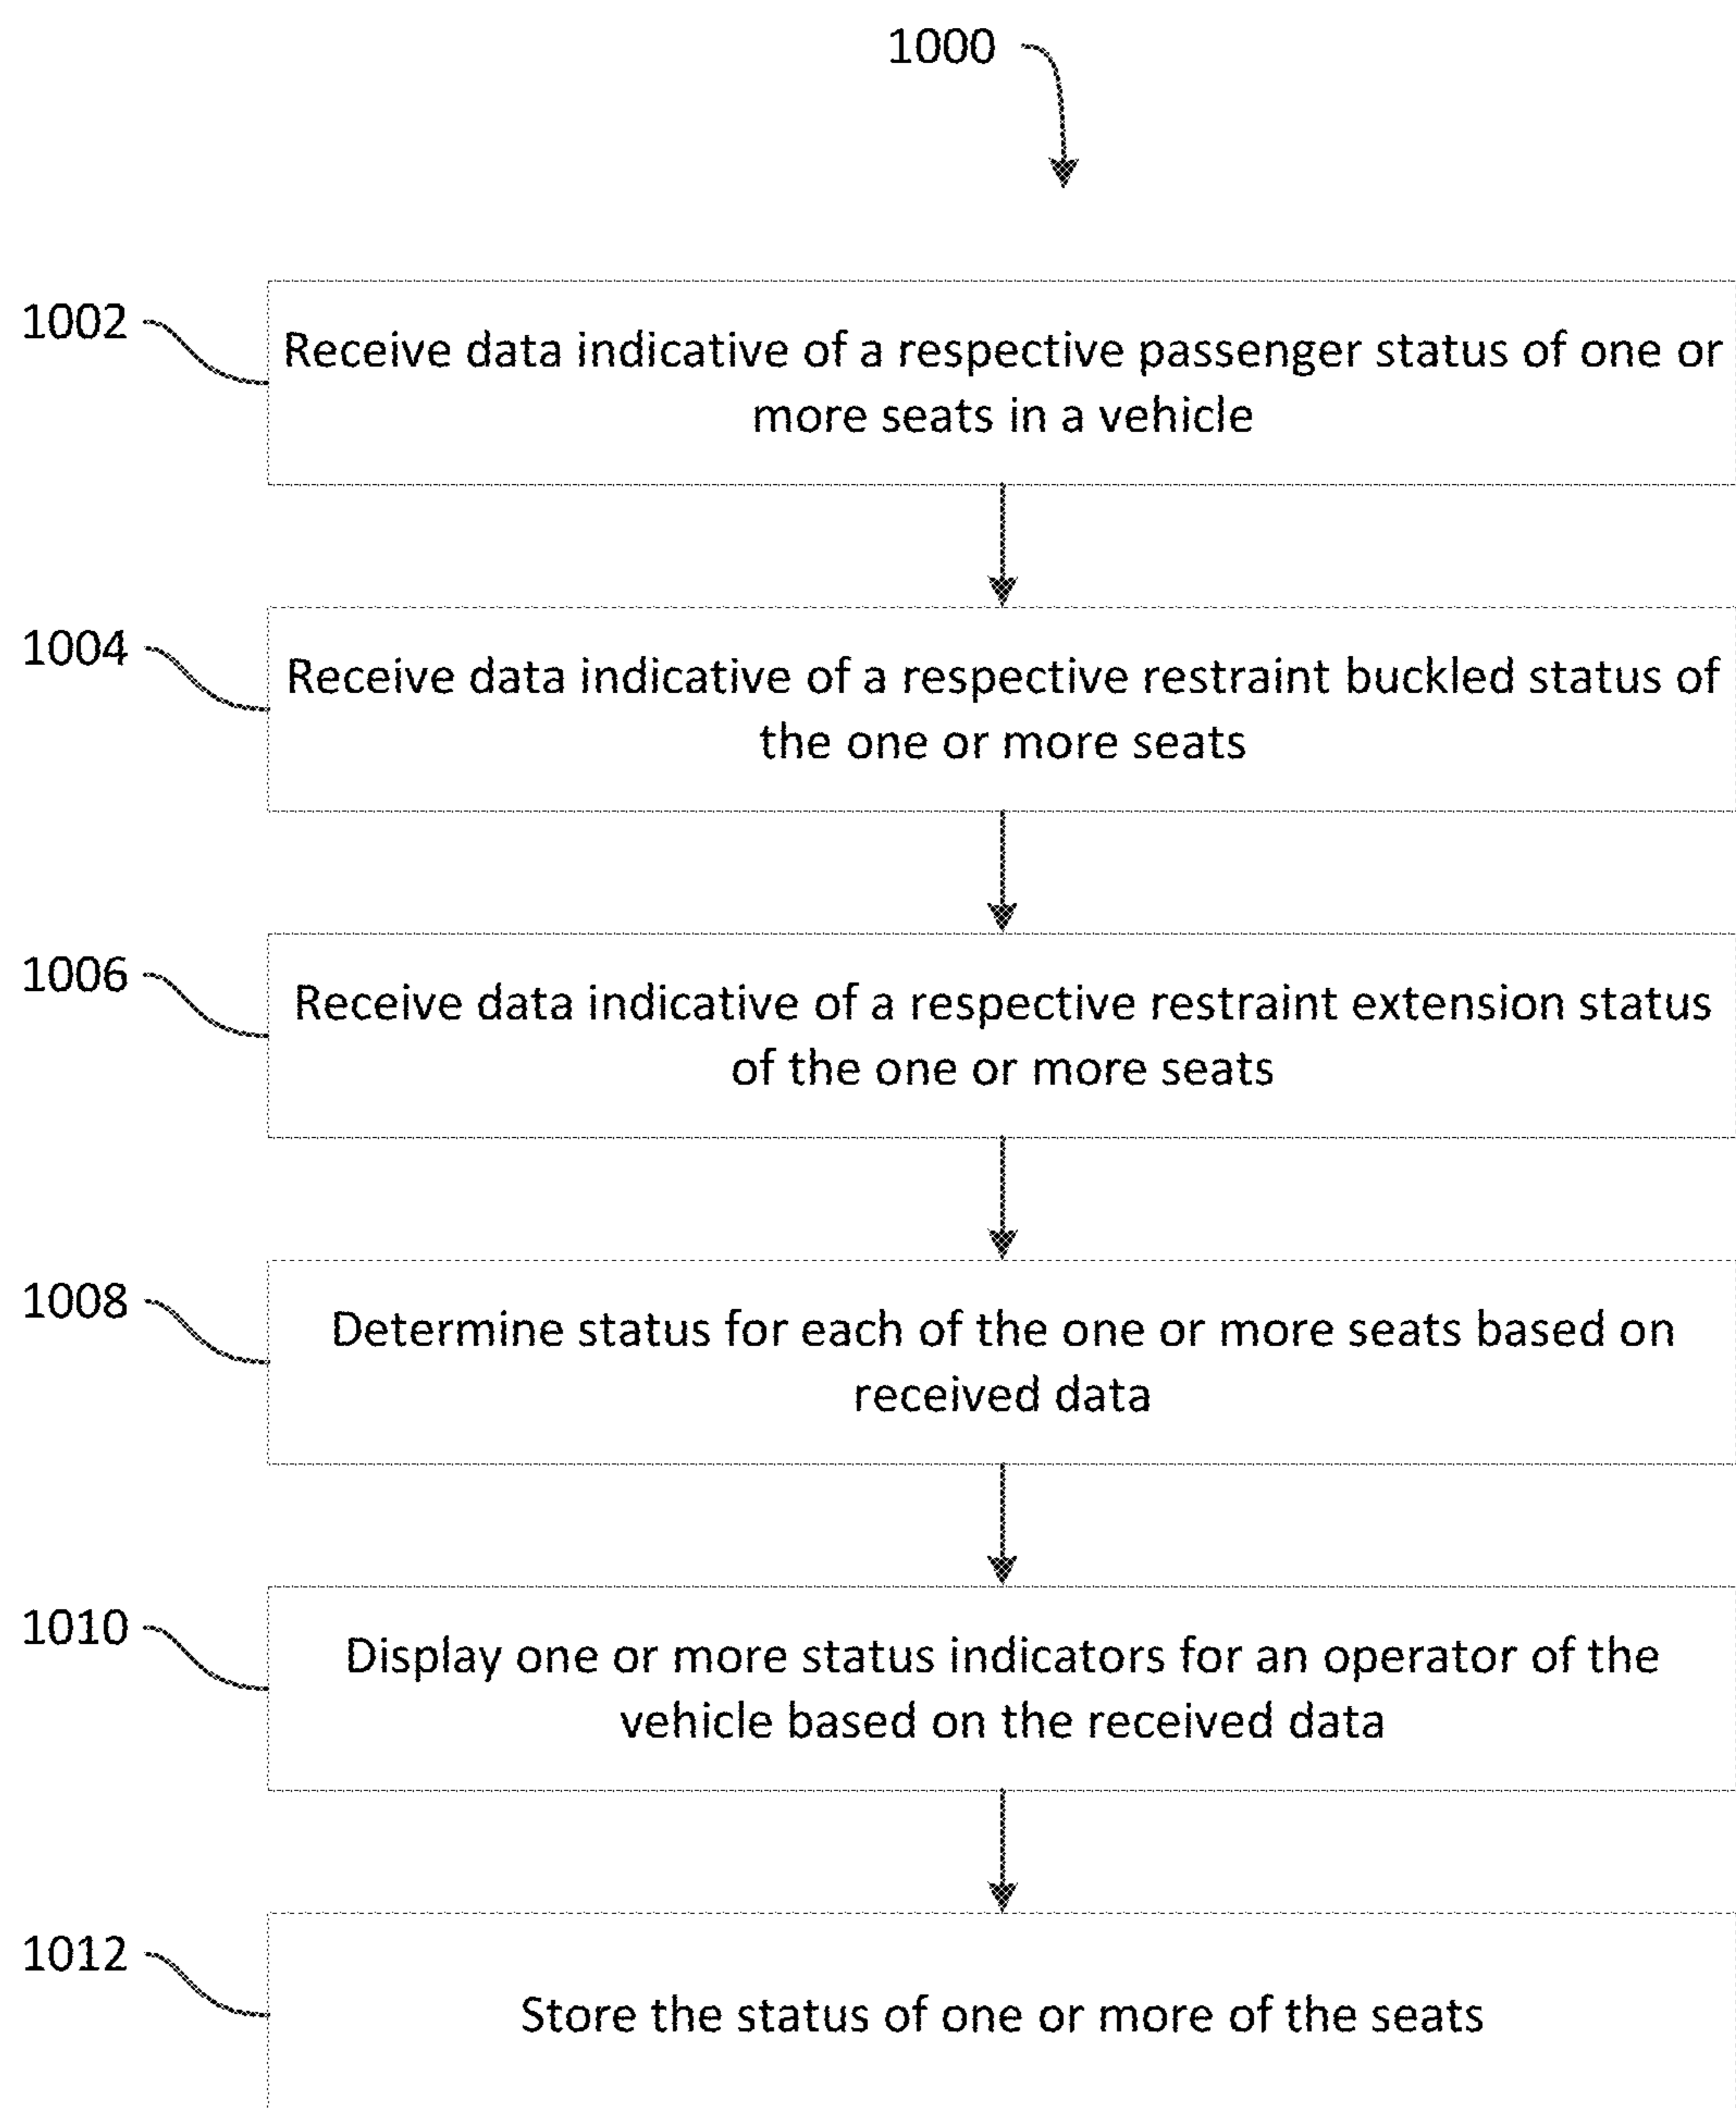 1000
1002
Receive data indicative of a respective passenger status of one or
more seats in a vehicle
1004
Receive data indicative of a respective restraint buckled status of
the one or more seats
1006
Receive data indicative of a respective restraint extension status
of the one or more seats
1008
Determine status for each of the one or more seats based on
received data
1010
Display one or more status indicators for an operator of the
vehicle based on the received data
1012
Store the status of one or more of the seats